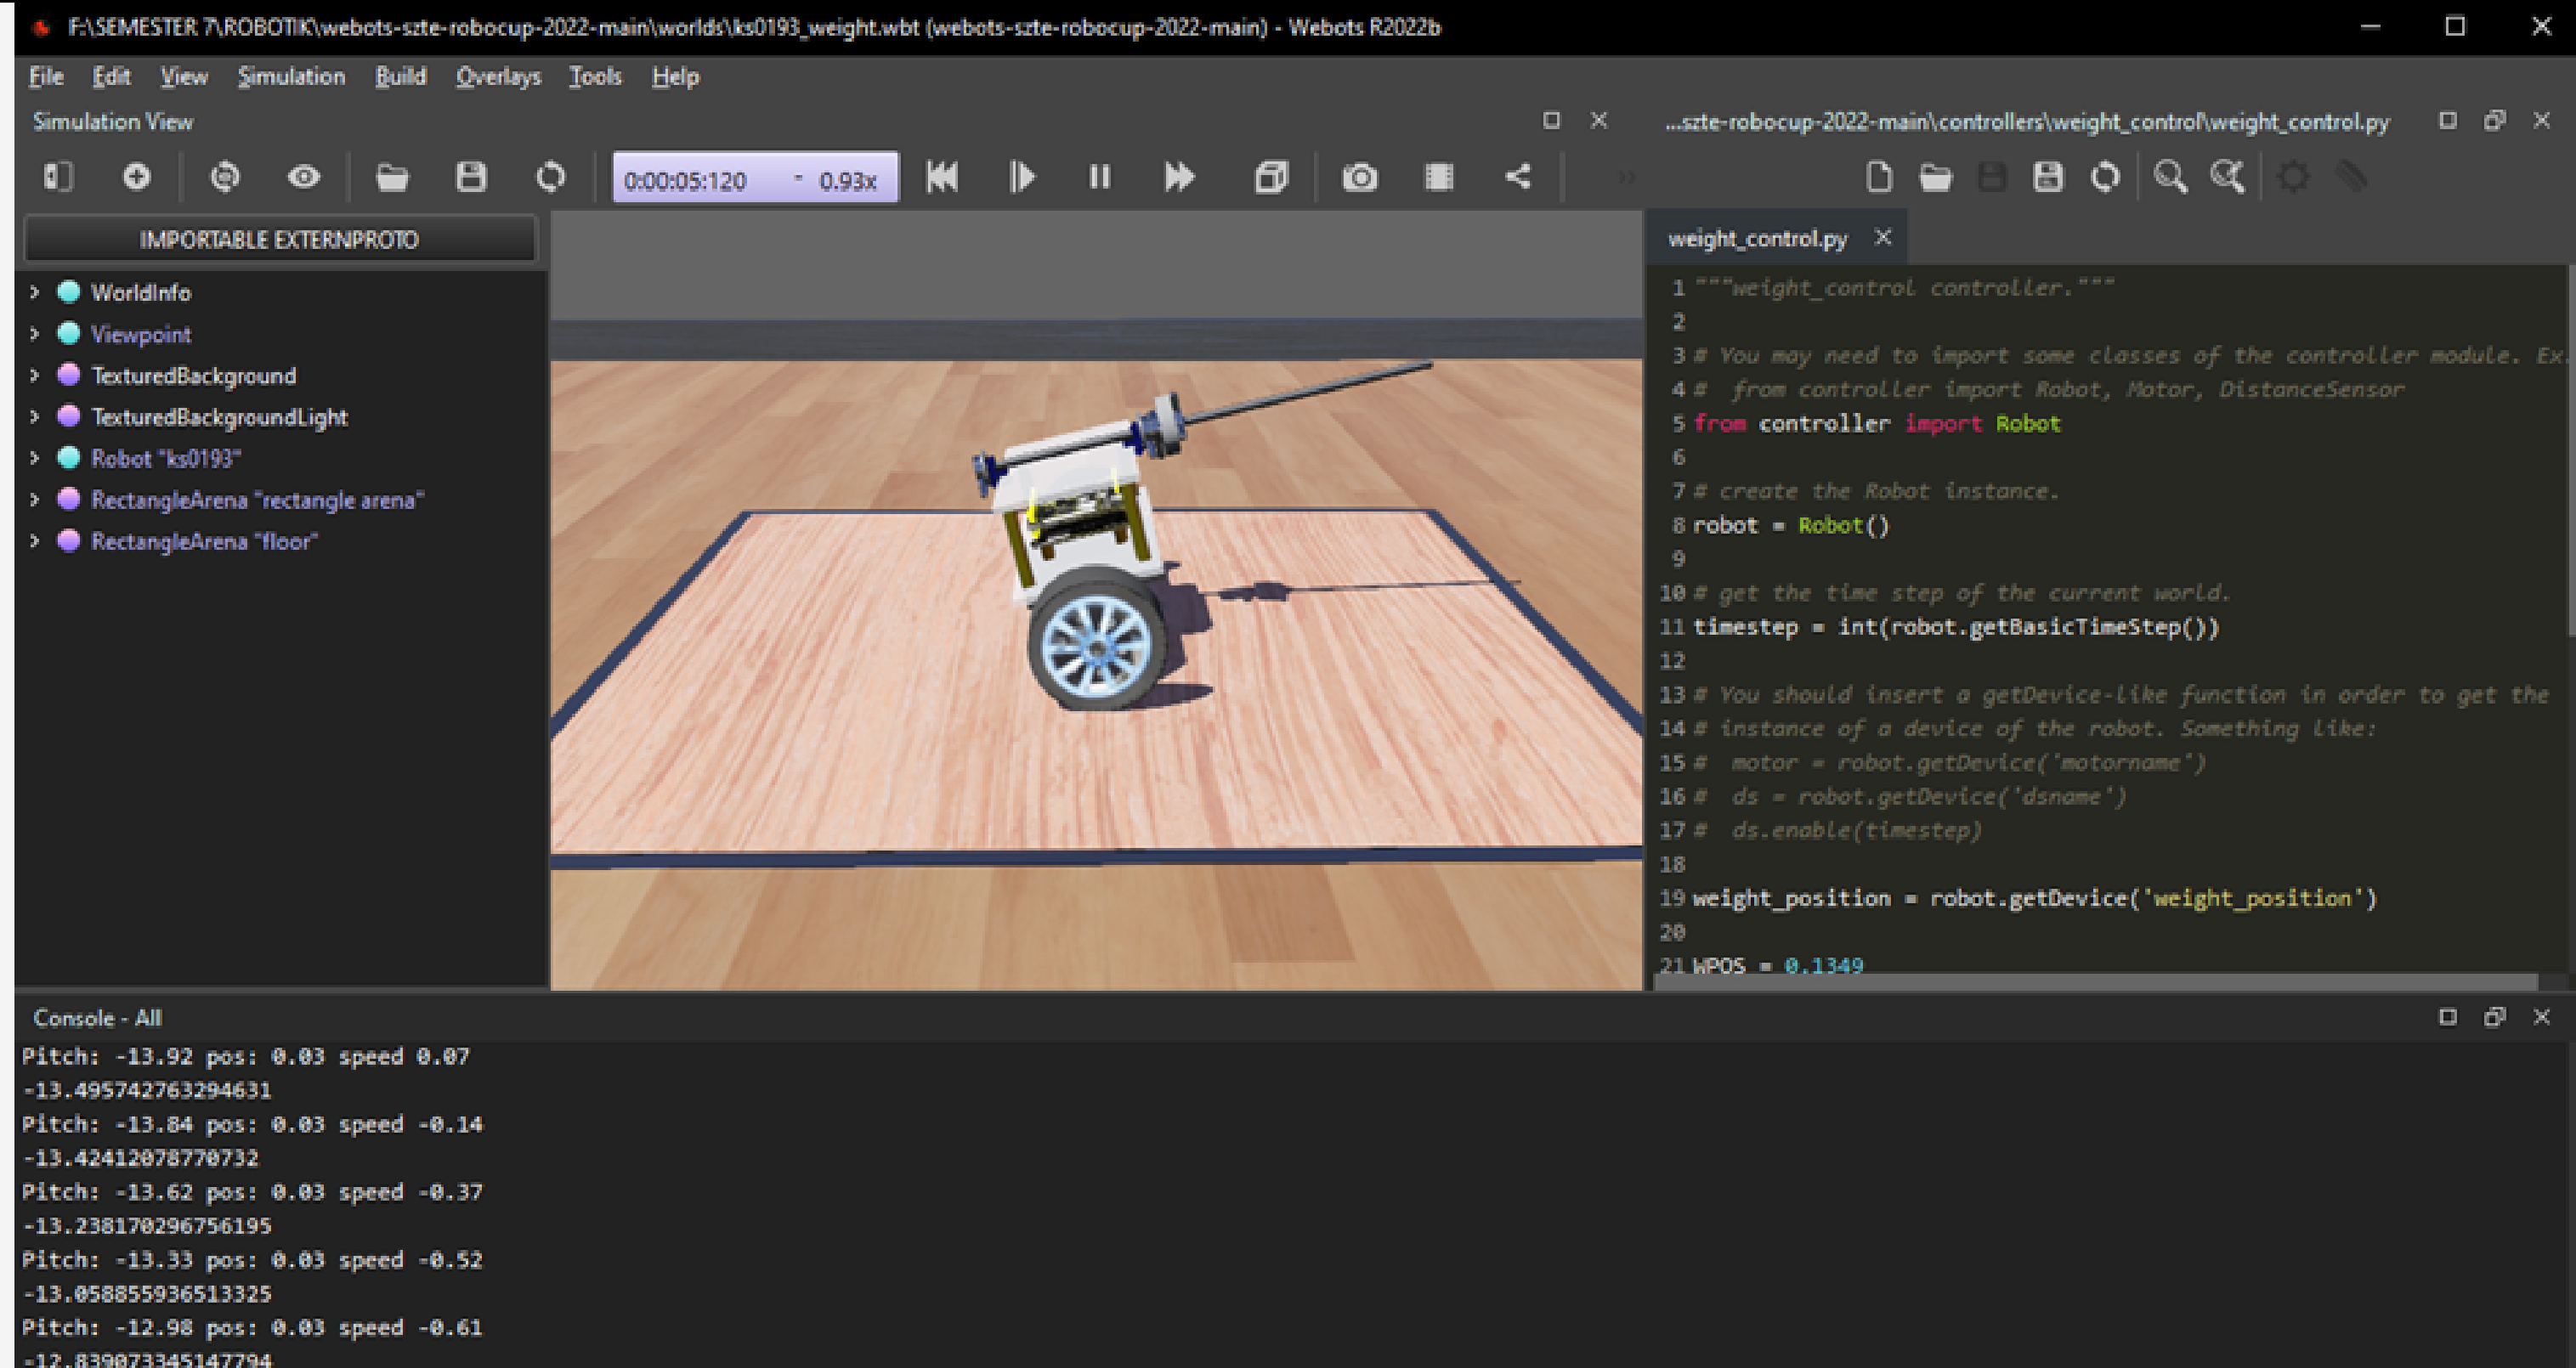 F:\SEMESTER 7\ROBOTIK\webots-szte-robocup-2022-main\worlds\ks0193_weight.wbt (webots-szte-robocup-2022-main) - Webots R2022b
File Edit View Simulation Build Overlays Tools Help
Simulation View
0:00:05:120 - 0.93x
IMPORTABLE EXTERNPROTO
WorldInfo
Viewpoint
TexturedBackground
TexturedBackgroundLight
Robot "ks0193"
RectangleArena "rectangle arena"
RectangleArena "floor"
...szte-robocup-2022-main\controllers\weight_control\weight_control.py
weight_control.py
1 """weight_control controller."""
2
3 # You may need to import some classes of the controller module. Ex.
4 #  from controller import Robot, Motor, DistanceSensor
5 from controller import Robot
6
7 # create the Robot instance.
8 robot = Robot()
9
10 # get the time step of the current world.
11 timestep = int(robot.getBasicTimeStep())
12
13 # You should insert a getDevice-like function in order to get the
14 # instance of a device of the robot. Something like:
15 #  motor = robot.getDevice('motorname')
16 #  ds = robot.getDevice('dsname')
17 #  ds.enable(timestep)
18
19 weight_position = robot.getDevice('weight_position')
20
21 WPOS = 0.1349
Console - All
Pitch: -13.92 pos: 0.03 speed 0.07
-13.495742763294631
Pitch: -13.84 pos: 0.03 speed -0.14
-13.42412078770732
Pitch: -13.62 pos: 0.03 speed -0.37
-13.238170296756195
Pitch: -13.33 pos: 0.03 speed -0.52
-13.058855936513325
Pitch: -12.98 pos: 0.03 speed -0.61
-12.839073345147794